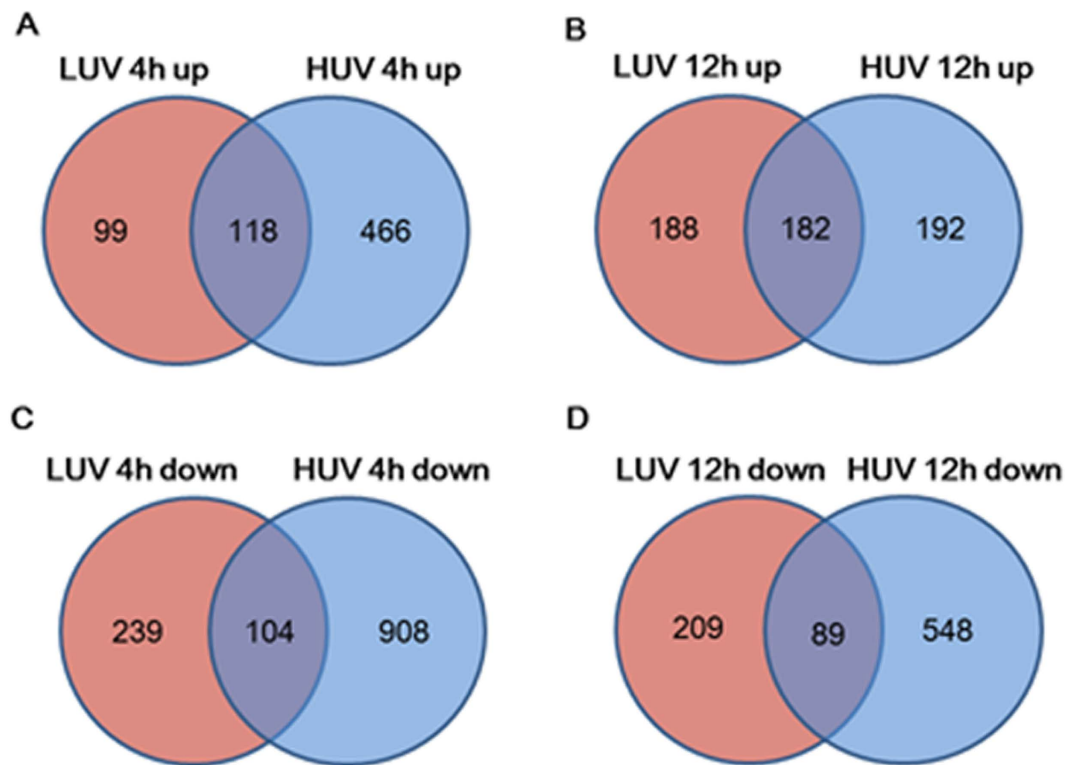 A
LUV 4h up HUV 4h up
99 118 466
B
LUV 12h up HUV 12h up
188 182 192
C
LUV 4h down HUV 4h down
239 104 908
D
LUV 12h down HUV 12h down
209 89 548